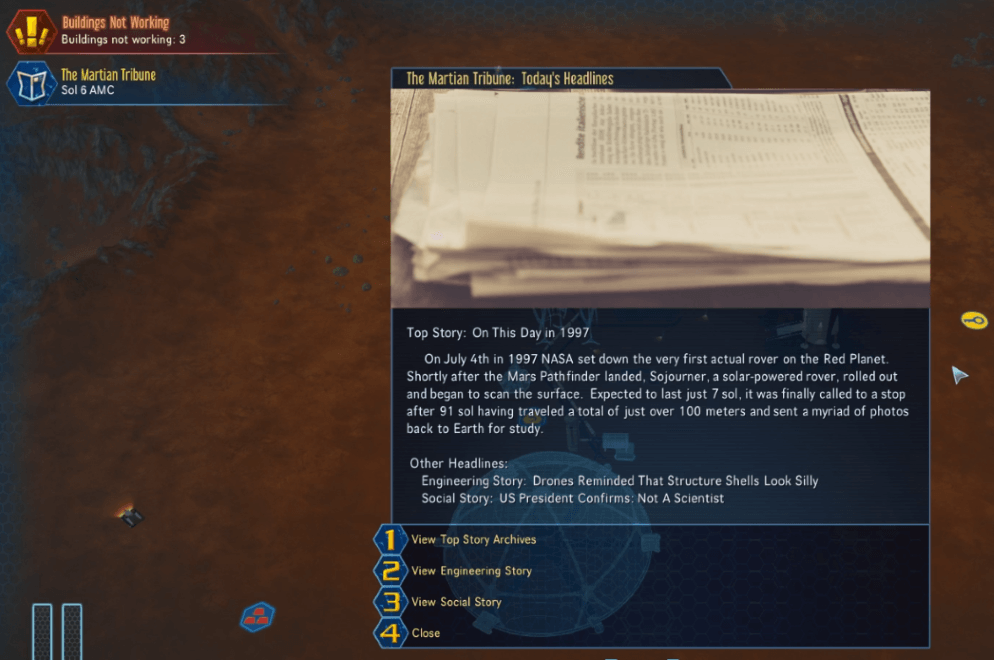 Buildings Not Working
Buildings not working: 3
The Martian Tribune
Sol 6 AMC
The Martian Tribune: Today's Headlines
Rendite italiane
Top Story: On This Day in 1997
On July 4th in 1997 NASA set down the very first actual rover on the Red Planet.
Shortly after the Mars Pathfinder landed, Sojourner, a solar-powered rover, rolled out
and began to scan the surface. Expected to last just 7 sol, it was finally called to a stop
after 91 sol having traveled a total of just over 100 meters and sent a myriad of photos
back to Earth for study.
Other Headlines:
Engineering Story: Drones Reminded That Structure Shells Look Silly
Social Story: US President Confirms: Not A Scientist
1 View Top Story Archives
2 View Engineering Story
3 View Social Story
4 Close